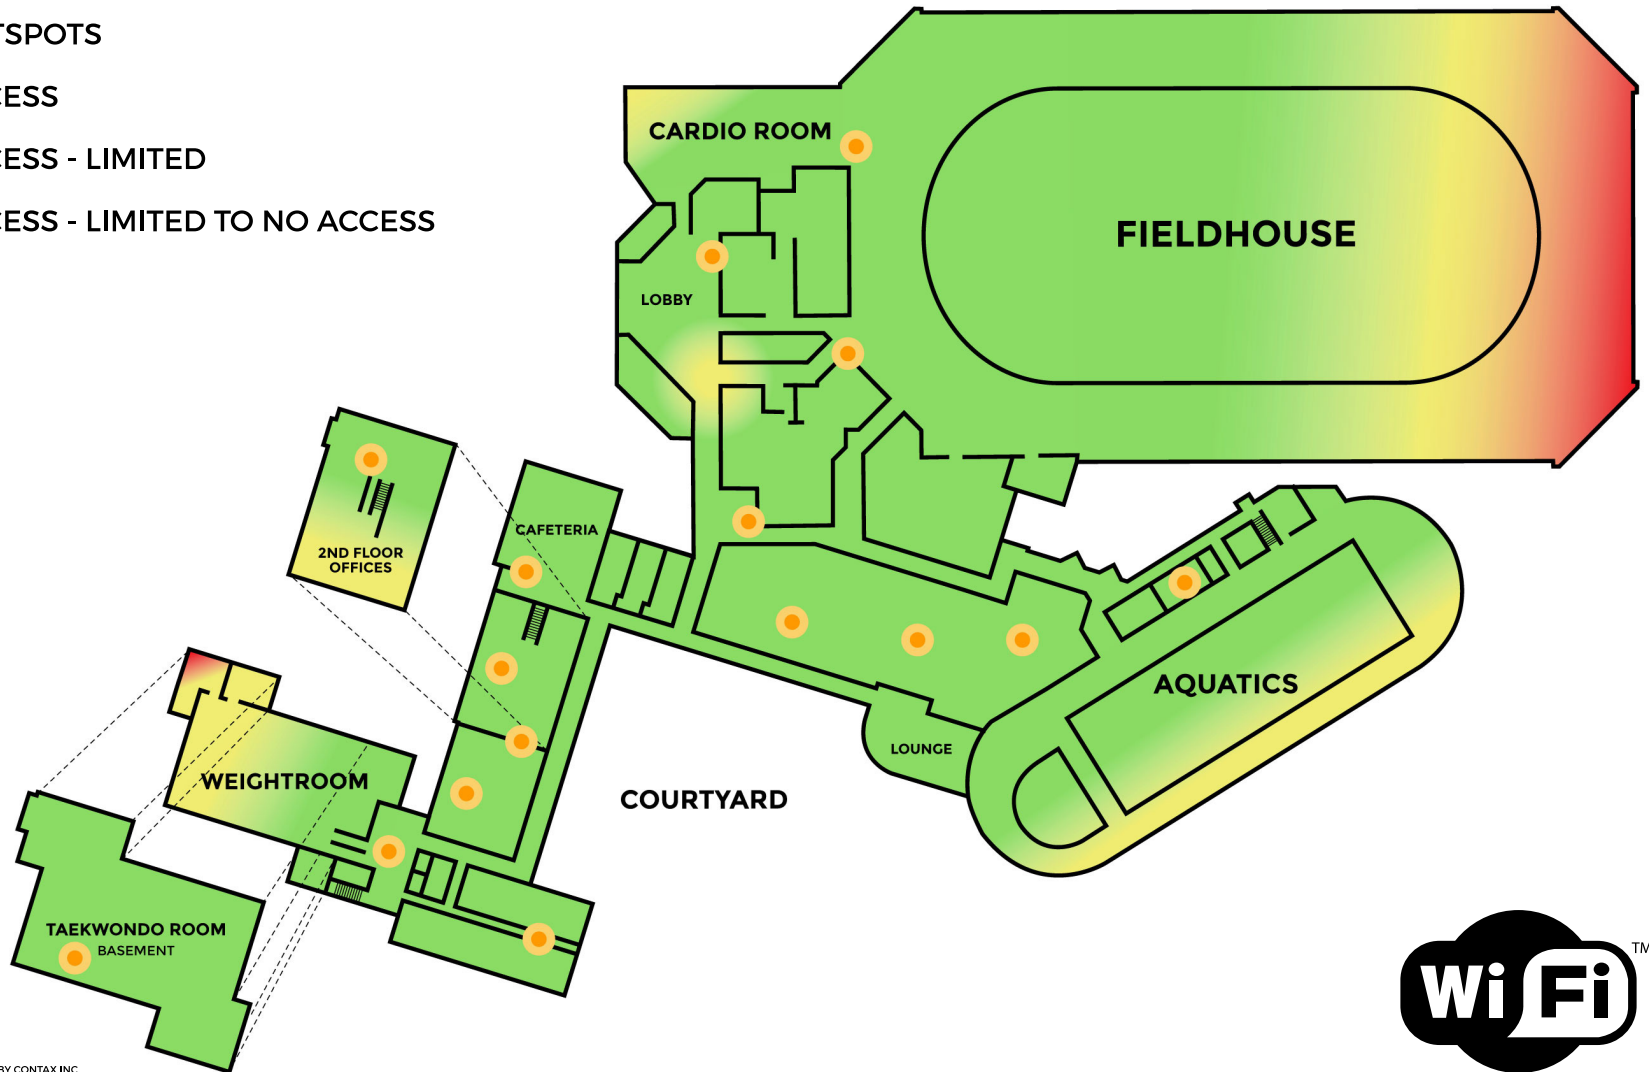 TSPOTS
CESS
CESS - LIMITED
CESS - LIMITED TO NO ACCESS
CARDIO ROOM
FIELDHOUSE
LOBBY
CAFETERIA
2ND FLOOR
OFFICES
AQUATICS
LOUNGE
WEIGHTROOM
COURTYARD
TAEKWONDO ROOM
BASEMENT
Wi Fi
TM
BY CONTAX INC